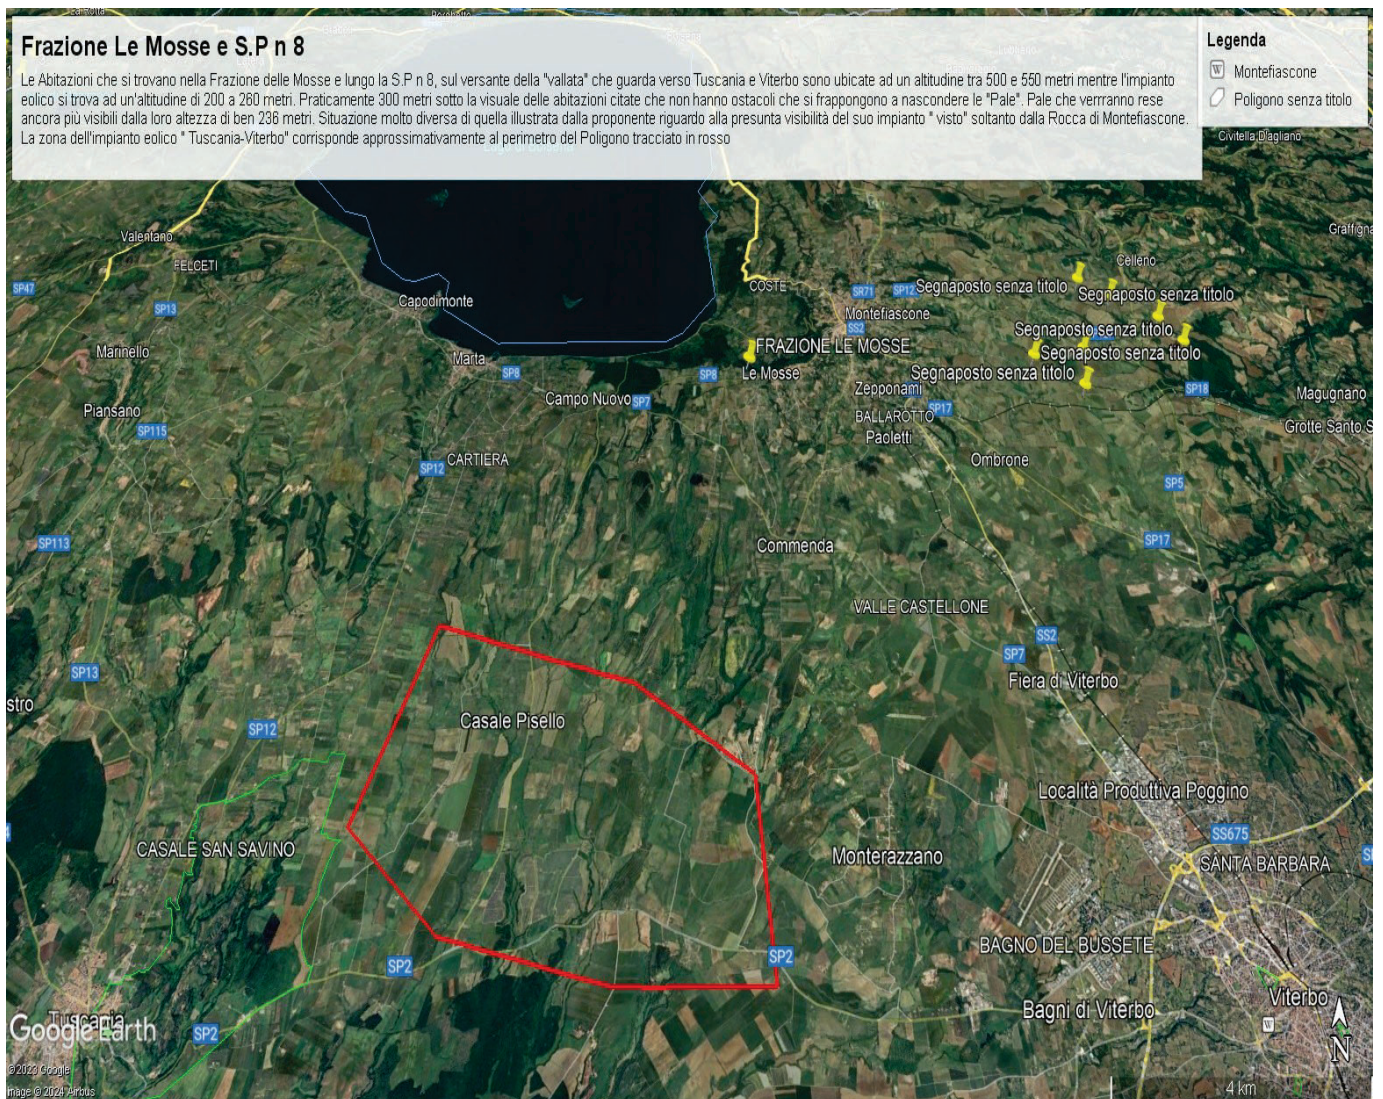 Frazione Le Mosse e S.P n 8
Le Abitazioni che si trovano nella Frazione delle Mosse e lungo la S.P n 8, sul versante della "vallata" che guarda verso Tuscania e Viterbo sono ubicate ad un altitudine tra 500 e 550 metri mentre l'impianto
eolico si trova ad un'altitudine di 200 a 260 metri. Praticamente 300 metri sotto la visuale delle abitazioni citate che non hanno ostacoli che si frappongono a nascondere le "Pale". Pale che verrranno rese
ancora più visibili dalla loro altezza di ben 236 metri. Situazione molto diversa di quella illustrata dalla proponente riguardo alla presunta visibilità del suo impianto " visto" soltanto dalla Rocca di Montefiascone.
La zona dell'impianto eolico " Tuscania-Viterbo" corrisponde approssimativamente al perimetro del Poligono tracciato in rosso
Legenda
Montefiascone
Poligono senza titolo
Civitella D'agliano
Valentano
FELCETI
Graffigna
Celleno
SP47
SP13
Capodimonte
COSTE
SR71
SP12
Segnaposto senza titolo
Segnaposto senza titolo
Montefiascone
SS2
Segnaposto senza titolo
FRAZIONE LE MOSSE
Segnaposto senza titolo
Marinello
Marta
SP8
SP8
Le Mosse
Segnaposto senza titolo
Zepponami
SP18
Magugnano
Campo Nuovo
SP7
SP17
Piansano
BALLAROTTO
Grotte Santo S
SP115
Paoletti
CARTIERA
SP12
Ombrone
SP5
SP113
Commenda
SP17
VALLE CASTELLONE
SS2
SP7
SP13
Fiera di Viterbo
stro
Casale Pisello
SP12
Località Produttiva Poggino
SS675
CASALE SAN SAVINO
Monterazzano
SANTA BARBARA
BAGNO DEL BUSSETE
SP2
SP2
Viterbo
Bagni di Viterbo
Tuscania
Google Earth
SP2
N
©2023 Google
Image © 2024 Airbus
4 km